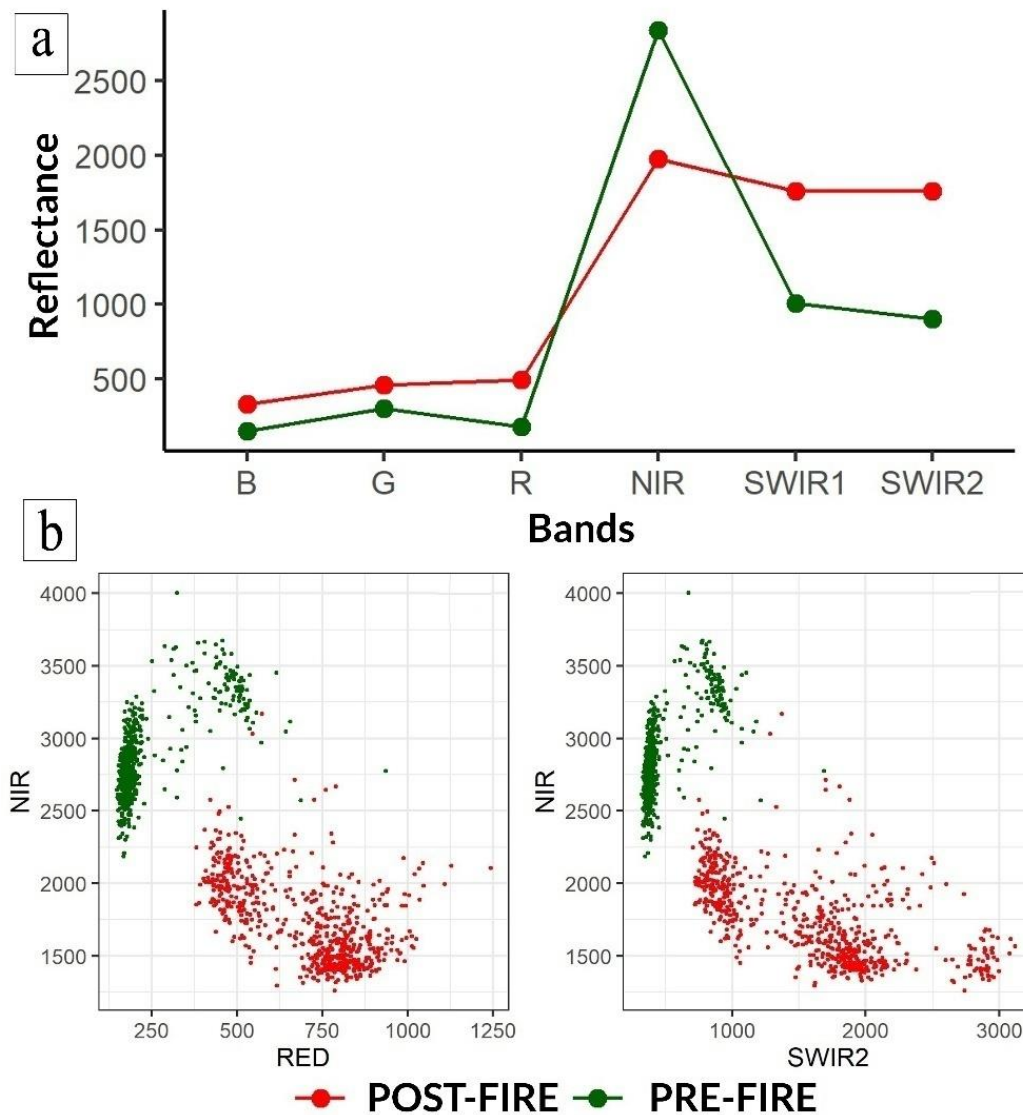 a
Reflectance
2500
2000
1500
1000
500
B G R NIR SWIR1 SWIR2
Bands
b
NIR
4000
3500
3000
2500
2000
1500
250 500 750 1000 1250
RED
NIR
4000
3500
3000
2500
2000
1500
1000 2000 3000
SWIR2
POST-FIRE PRE-FIRE